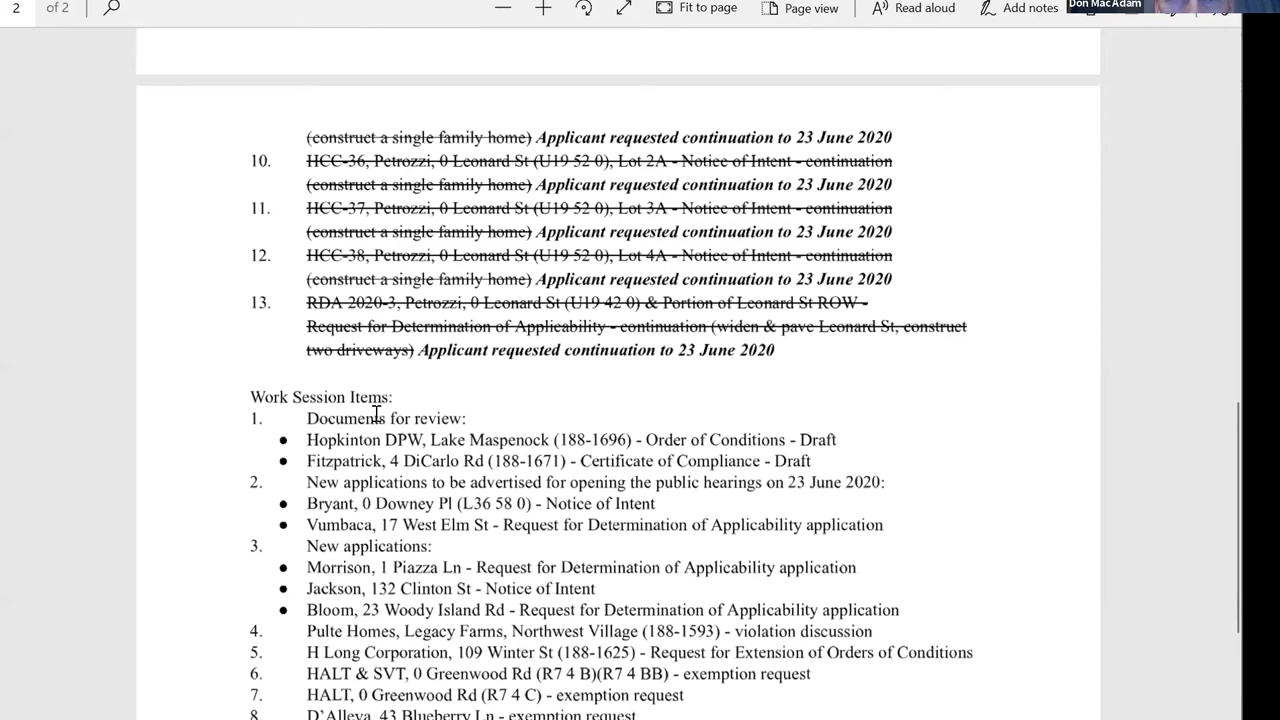 2 of 2
Fit to page
Page view
Read aloud
Add notes
Don MacAdam
(construct a single family home) Applicant requested continuation to 23 June 2020
10. HCC-36, Petrozzi, 0 Leonard St (U19 52 0), Lot 2A - Notice of Intent - continuation
(construct a single family home) Applicant requested continuation to 23 June 2020
11. HCC-37, Petrozzi, 0 Leonard St (U19 52 0), Lot 3A - Notice of Intent - continuation
(construct a single family home) Applicant requested continuation to 23 June 2020
12. HCC-38, Petrozzi, 0 Leonard St (U19 52 0), Lot 4A - Notice of Intent - continuation
(construct a single family home) Applicant requested continuation to 23 June 2020
13. RDA 2020-3, Petrozzi, 0 Leonard St (U19 42 0) & Portion of Leonard St ROW -
Request for Determination of Applicability - continuation (widen & pave Leonard St, construct
two driveways) Applicant requested continuation to 23 June 2020
Work Session Items:
1. Documents for review:
● Hopkinton DPW, Lake Maspenock (188-1696) - Order of Conditions - Draft
● Fitzpatrick, 4 DiCarlo Rd (188-1671) - Certificate of Compliance - Draft
2. New applications to be advertised for opening the public hearings on 23 June 2020:
● Bryant, 0 Downey Pl (L36 58 0) - Notice of Intent
● Vumbaca, 17 West Elm St - Request for Determination of Applicability application
3. New applications:
● Morrison, 1 Piazza Ln - Request for Determination of Applicability application
● Jackson, 132 Clinton St - Notice of Intent
● Bloom, 23 Woody Island Rd - Request for Determination of Applicability application
4. Pulte Homes, Legacy Farms, Northwest Village (188-1593) - violation discussion
5. H Long Corporation, 109 Winter St (188-1625) - Request for Extension of Orders of Conditions
6. HALT & SVT, 0 Greenwood Rd (R7 4 B)(R7 4 BB) - exemption request
7. HALT, 0 Greenwood Rd (R7 4 C) - exemption request
8. D'Alleva, 43 Blueberry Ln - exemption request